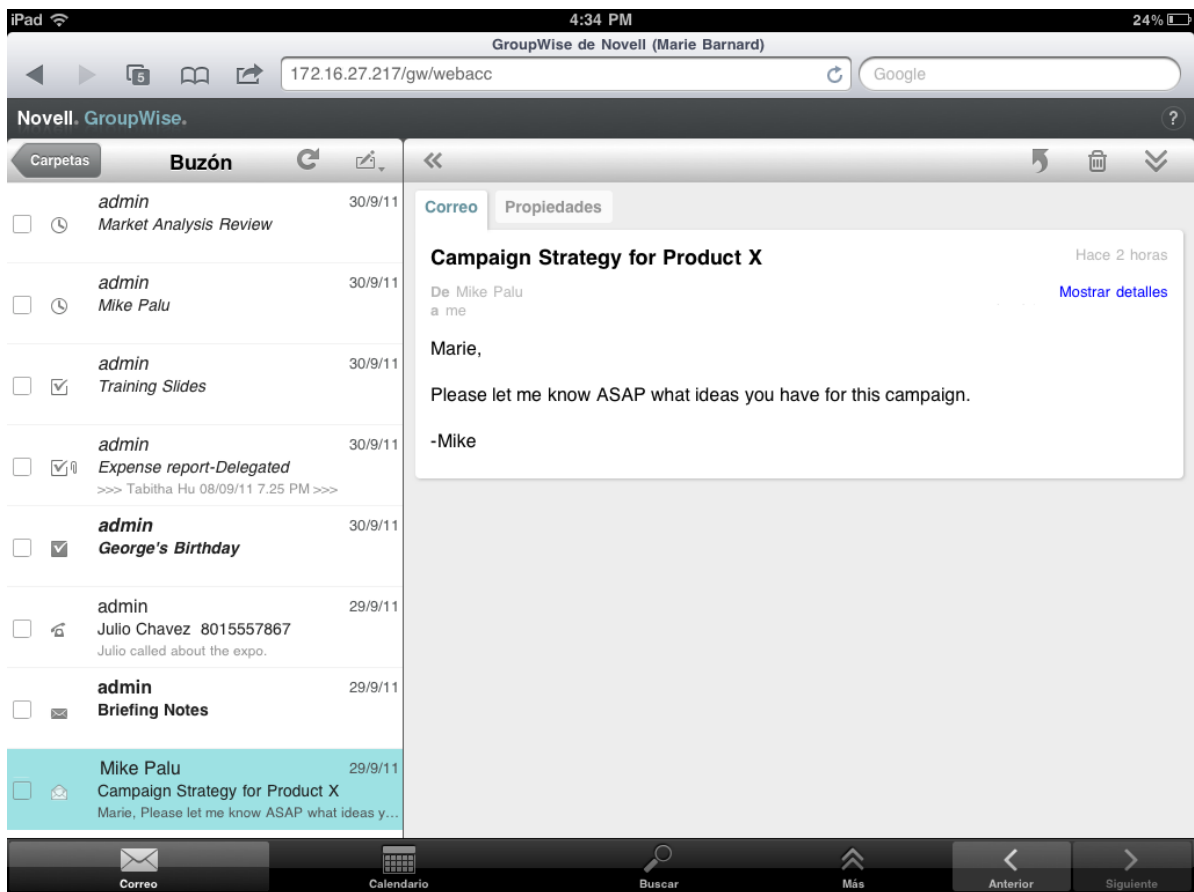 iPad 4:34 PM 24%
GroupWise de Novell (Marie Barnard)
5 172.16.27.217/gw/webacc Google
Novell. GroupWise. ?
Carpetas Buzón
admin 30/9/11
Market Analysis Review
admin 30/9/11
Mike Palu
admin 30/9/11
Training Slides
admin 30/9/11
Expense report-Delegated
>>> Tabitha Hu 08/09/11 7.25 PM >>>
admin 30/9/11
George's Birthday
admin 29/9/11
Julio Chavez 8015557867
Julio called about the expo.
admin 29/9/11
Briefing Notes
Mike Palu 29/9/11
Campaign Strategy for Product X
Marie, Please let me know ASAP what ideas y...
Correo Propiedades
Campaign Strategy for Product X Hace 2 horas
De Mike Palu Mostrar detalles
a me
Marie,
Please let me know ASAP what ideas you have for this campaign.
-Mike
Correo Calendario Buscar Más Anterior Siguiente